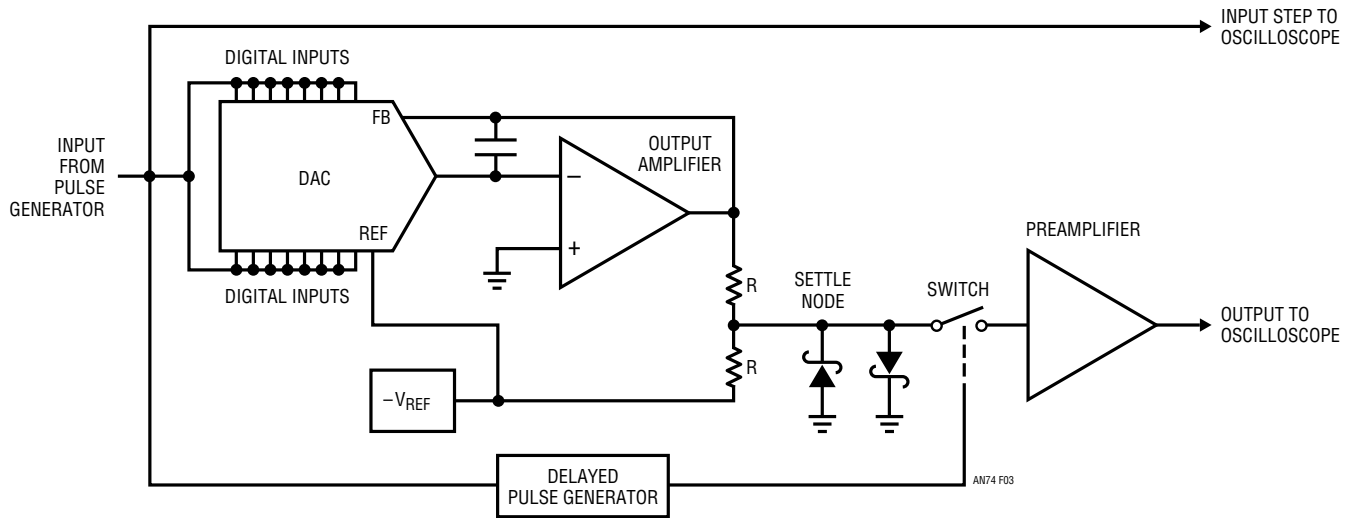 INPUT STEP TO
OSCILLOSCOPE
DIGITAL INPUTS
FB
INPUT
FROM
PULSE
GENERATOR
DAC
OUTPUT
AMPLIFIER
−
+
REF
DIGITAL INPUTS
R
SETTLE
NODE
SWITCH
PREAMPLIFIER
OUTPUT TO
OSCILLOSCOPE
R
−VREF
DELAYED
PULSE GENERATOR
AN74 F03